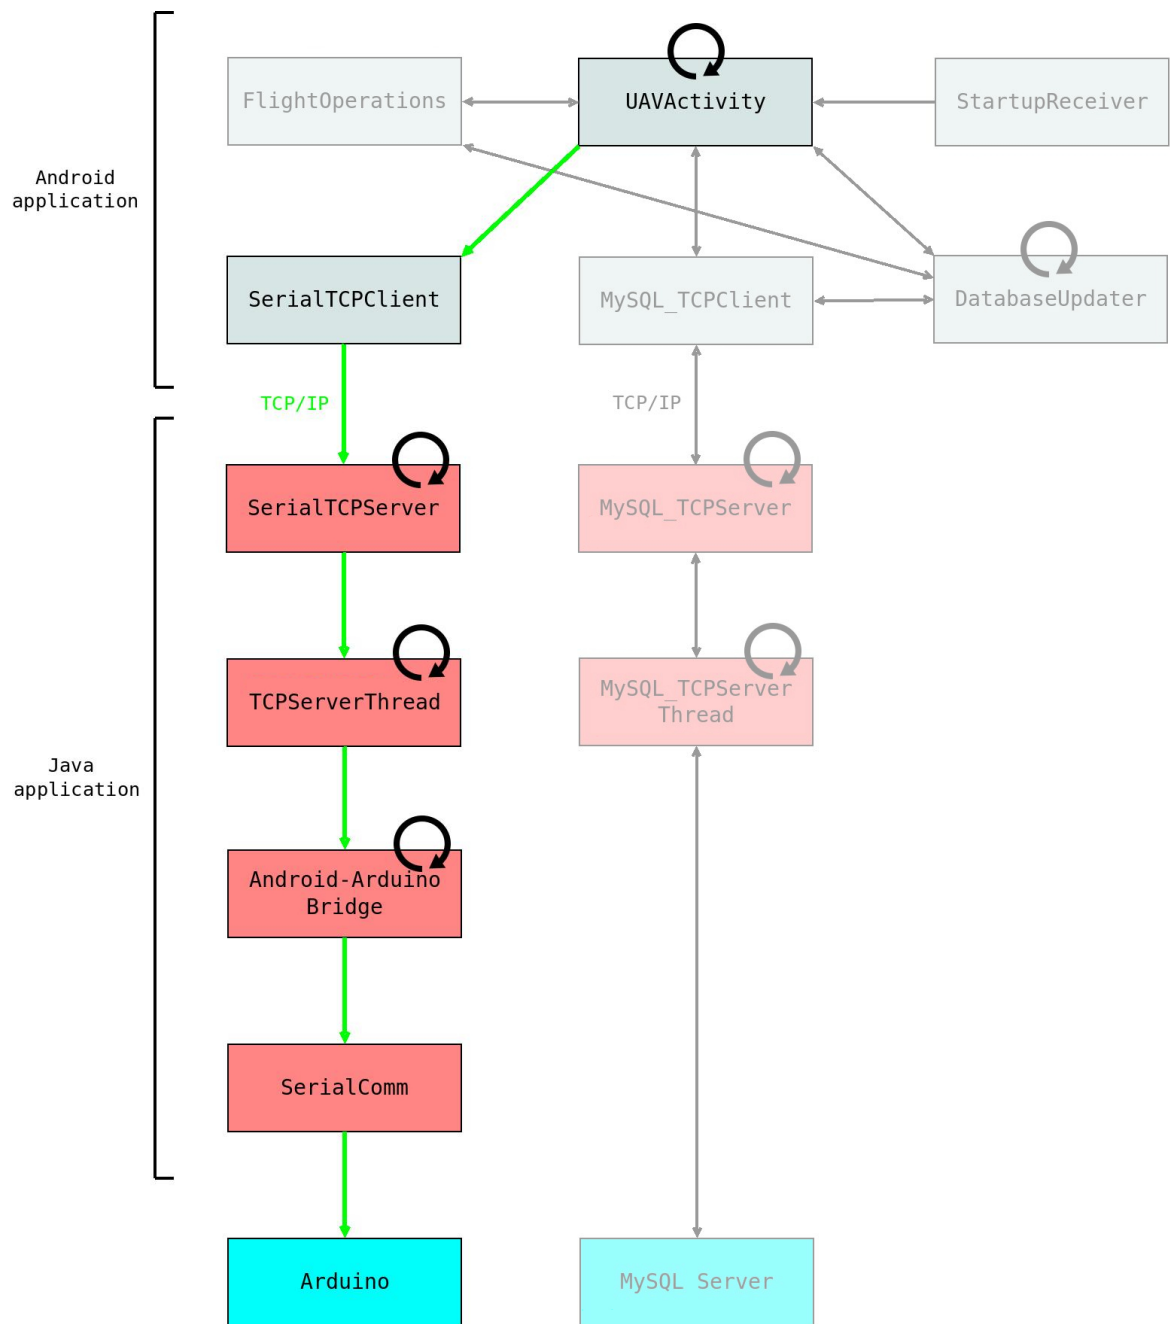 FlightOperations
UAVActivity
StartupReceiver
Android
application
SerialTCPClient
MySQL_TCPClient
DatabaseUpdater
TCP/IP
TCP/IP
SerialTCPServer
MySQL_TCPServer
TCPServerThread
MySQL_TCPServer
Thread
Java
application
Android-Arduino
Bridge
SerialComm
Arduino
MySQL Server